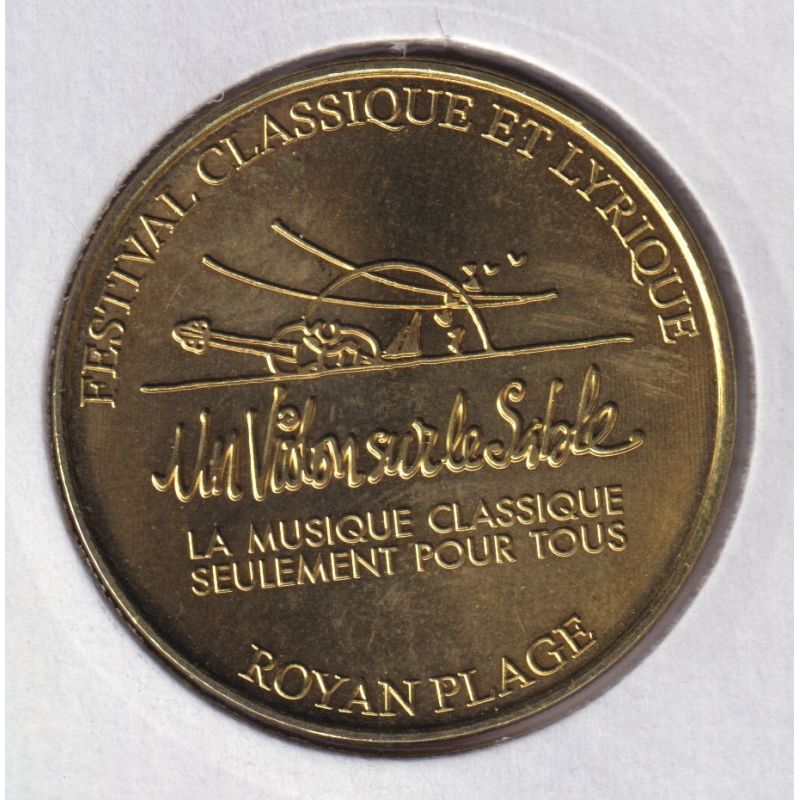 FESTIVAL CLASSIQUE ET LYRIQUE
Un Violon sur le Sable
LA MUSIQUE CLASSIQUE
SEULEMENT POUR TOUS
ROYAN PLAGE